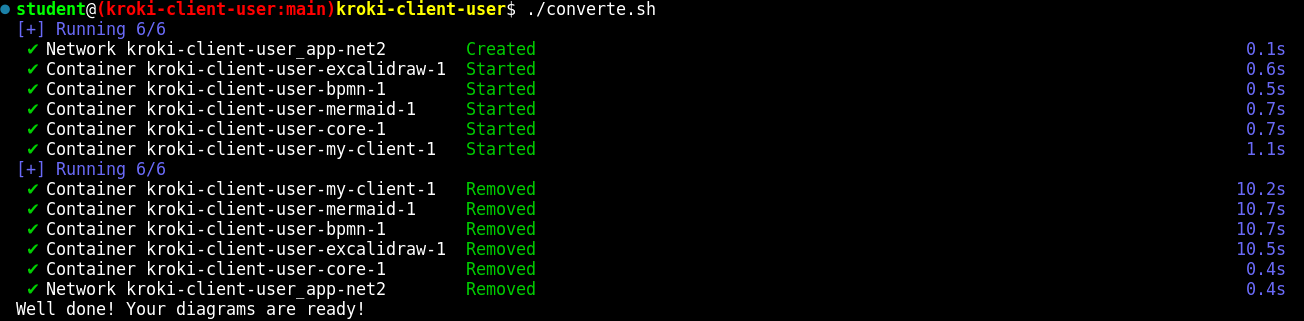 student@(kroki-client-user:main)kroki-client-user$ ./converte.sh
[+] Running 6/6
✔ Network kroki-client-user_app-net2 Created 0.1s
✔ Container kroki-client-user-excalidraw-1 Started 0.6s
✔ Container kroki-client-user-bpmn-1 Started 0.5s
✔ Container kroki-client-user-mermaid-1 Started 0.7s
✔ Container kroki-client-user-core-1 Started 0.7s
✔ Container kroki-client-user-my-client-1 Started 1.1s
[+] Running 6/6
✔ Container kroki-client-user-my-client-1 Removed 10.2s
✔ Container kroki-client-user-mermaid-1 Removed 10.7s
✔ Container kroki-client-user-bpmn-1 Removed 10.7s
✔ Container kroki-client-user-excalidraw-1 Removed 10.5s
✔ Container kroki-client-user-core-1 Removed 0.4s
✔ Network kroki-client-user_app-net2 Removed 0.4s
Well done! Your diagrams are ready!